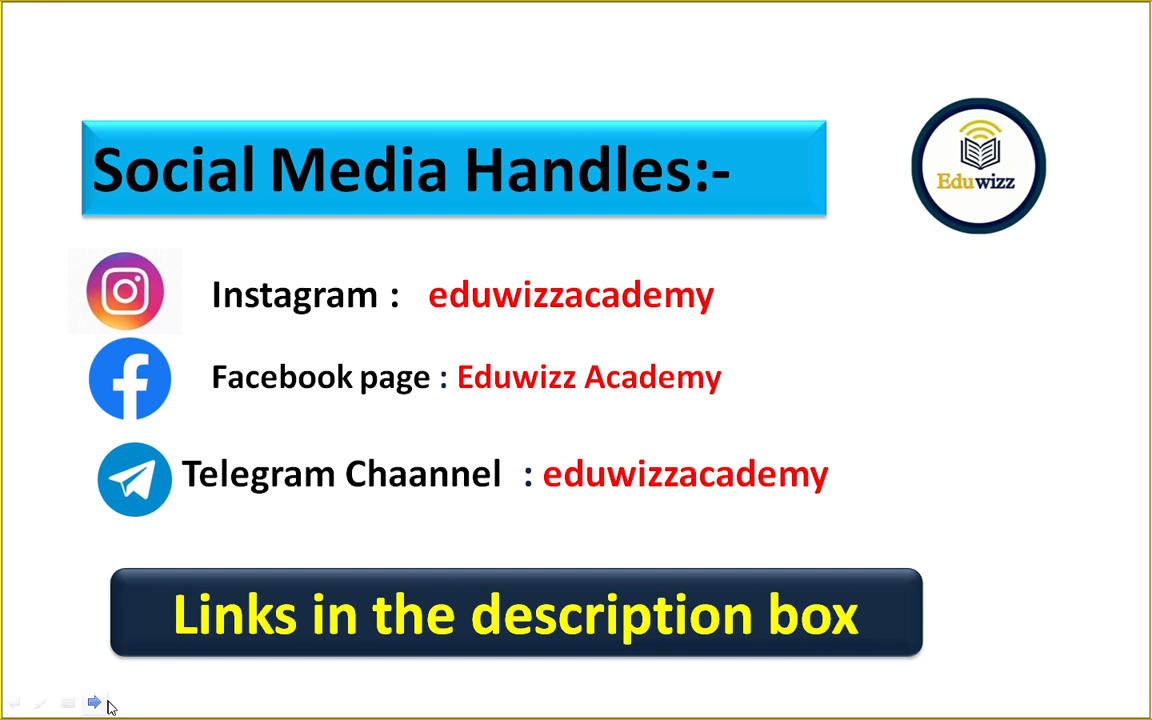 Social Media Handles:-
Eduwizz
Instagram : eduwizzacademy
Facebook page : Eduwizz Academy
Telegram Chaannel : eduwizzacademy
Links in the description box